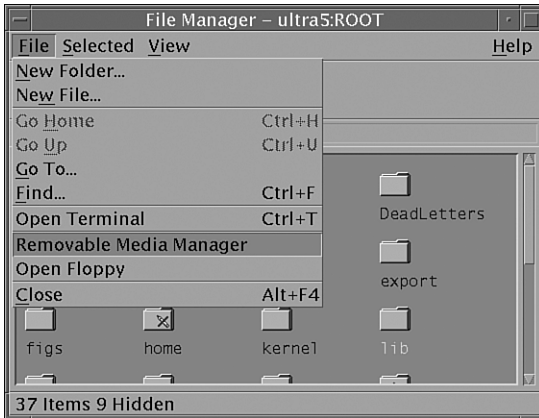 File Manager – ultra5:ROOT
File Selected View Help
New Folder...
New File...
Go Home Ctrl+H
Go Up Ctrl+U
Go To...
Find... Ctrl+F
Open Terminal Ctrl+T
Removable Media Manager
Open Floppy
Close Alt+F4
DeadLetters
export
figs home kernel lib
37 Items 9 Hidden